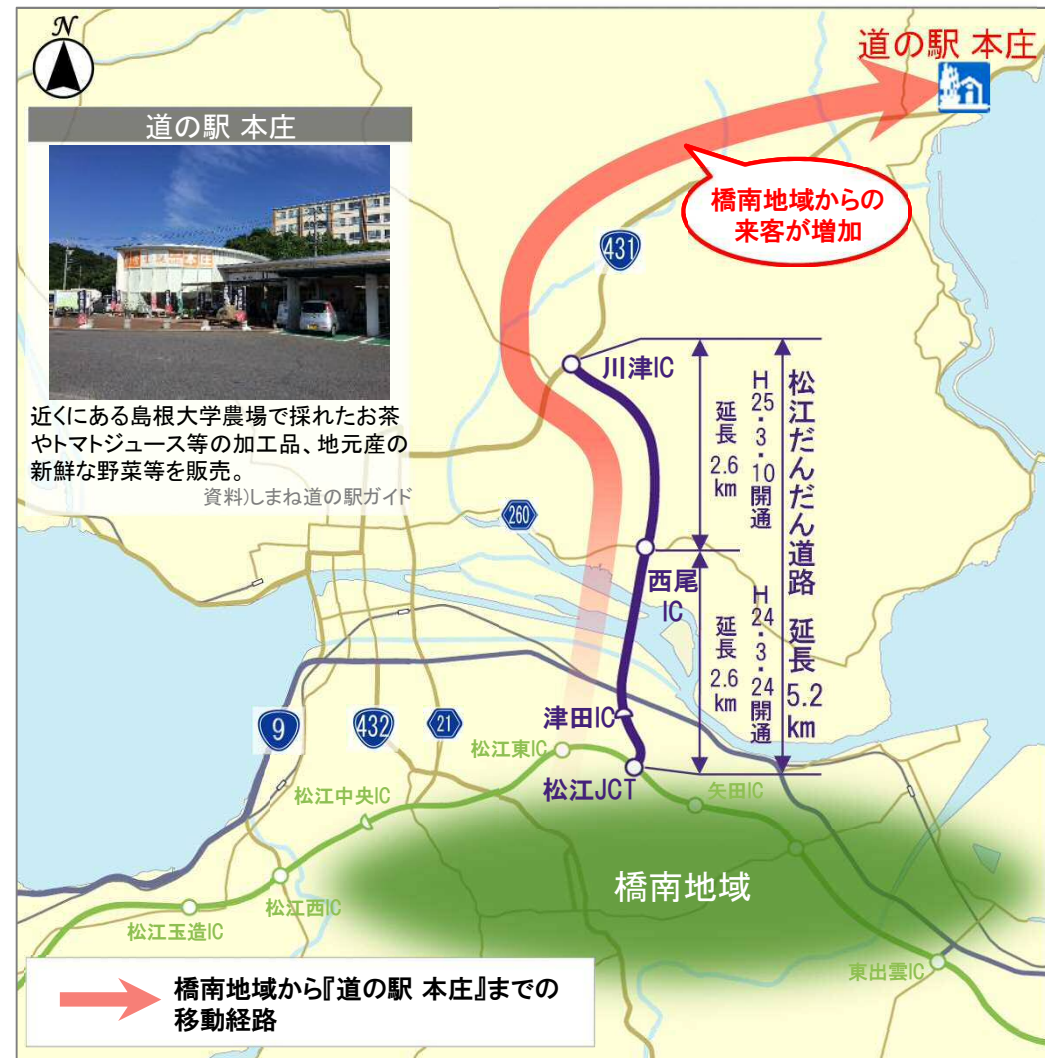 N
道の駅 本庄
道の駅 本庄
本庄
近くにある島根大学農場で採れたお茶
やトマトジュース等の加工品、地元産の
新鮮な野菜等を販売。
資料)しまね道の駅ガイド
橋南地域からの
来客が増加
431
川津IC
延長 2.6 km
H25・3・10開通
松江だんだん道路 延長 5.2 km
260
西尾
IC
延長 2.6 km
H24・3・24開通
津田IC
9
432
21
松江東IC
松江JCT
矢田IC
松江中央IC
橋南地域
松江西IC
松江玉造IC
東出雲IC
橋南地域から『道の駅 本庄』までの
移動経路